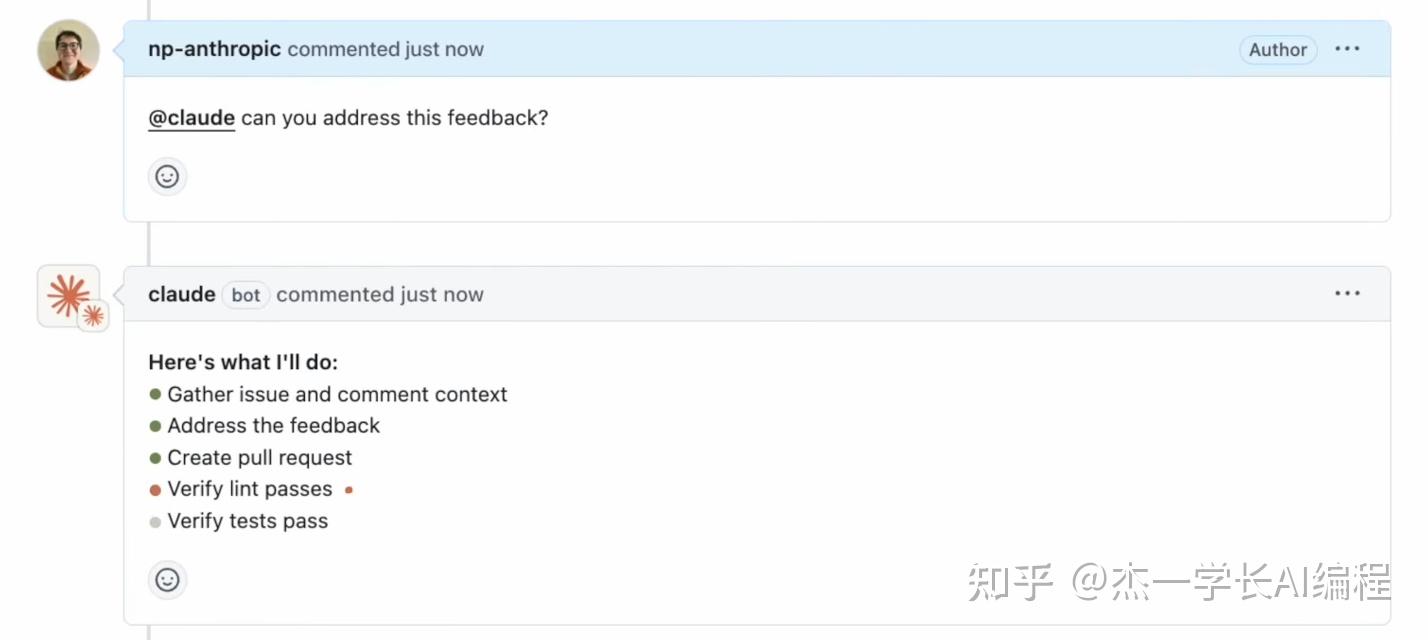 np-anthropic commented just now
Author
@claude can you address this feedback?
claude bot commented just now
Here's what I'll do:
Gather issue and comment context
Address the feedback
Create pull request
Verify lint passes
Verify tests pass
知乎 @杰一学长AI编程